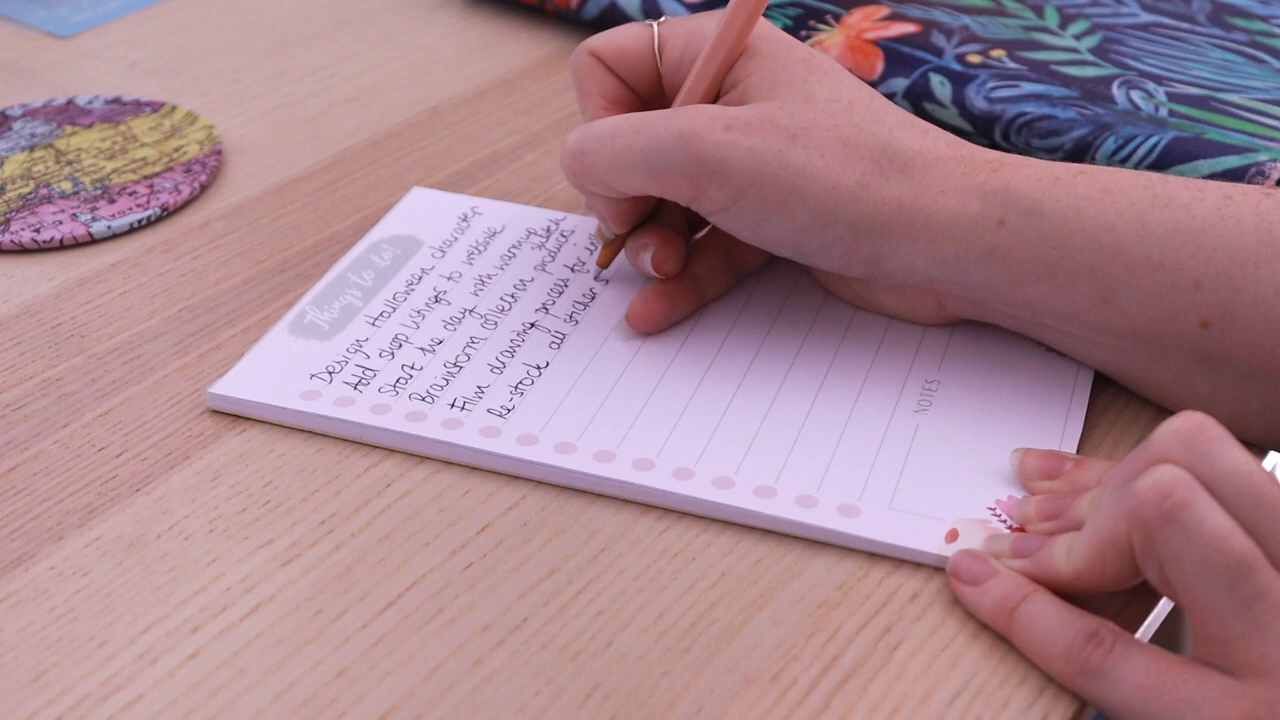 Things to do!
Design Halloween character
Add shop listings to website
Start the day with warmup sketch
Brainstorm collection products
Film drawing process for
Re-stock all sticker
NOTES